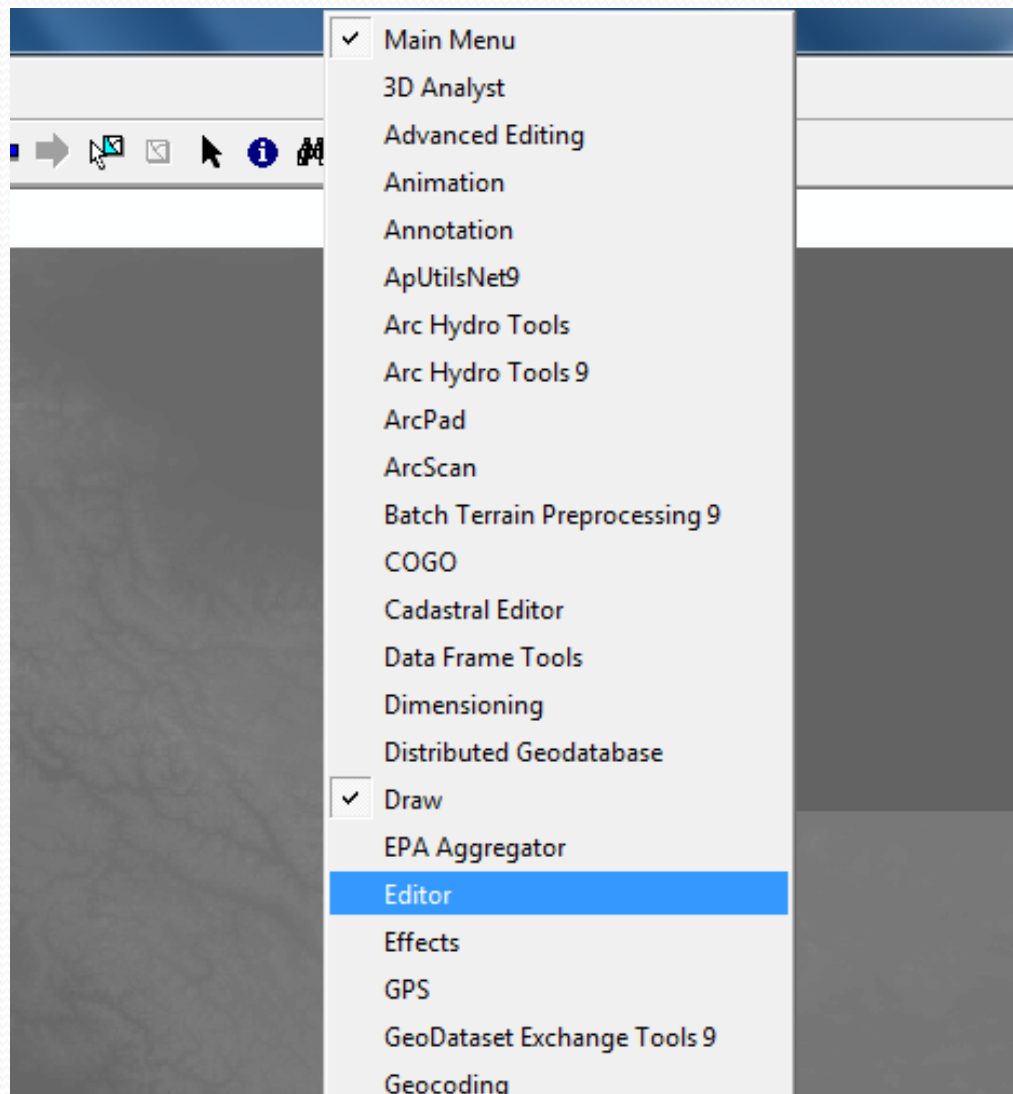 Main Menu
3D Analyst
Advanced Editing
Animation
Annotation
ApUtilsNet9
Arc Hydro Tools
Arc Hydro Tools 9
ArcPad
ArcScan
Batch Terrain Preprocessing 9
COGO
Cadastral Editor
Data Frame Tools
Dimensioning
Distributed Geodatabase
Draw
EPA Aggregator
Editor
Effects
GPS
GeoDataset Exchange Tools 9
Geocoding